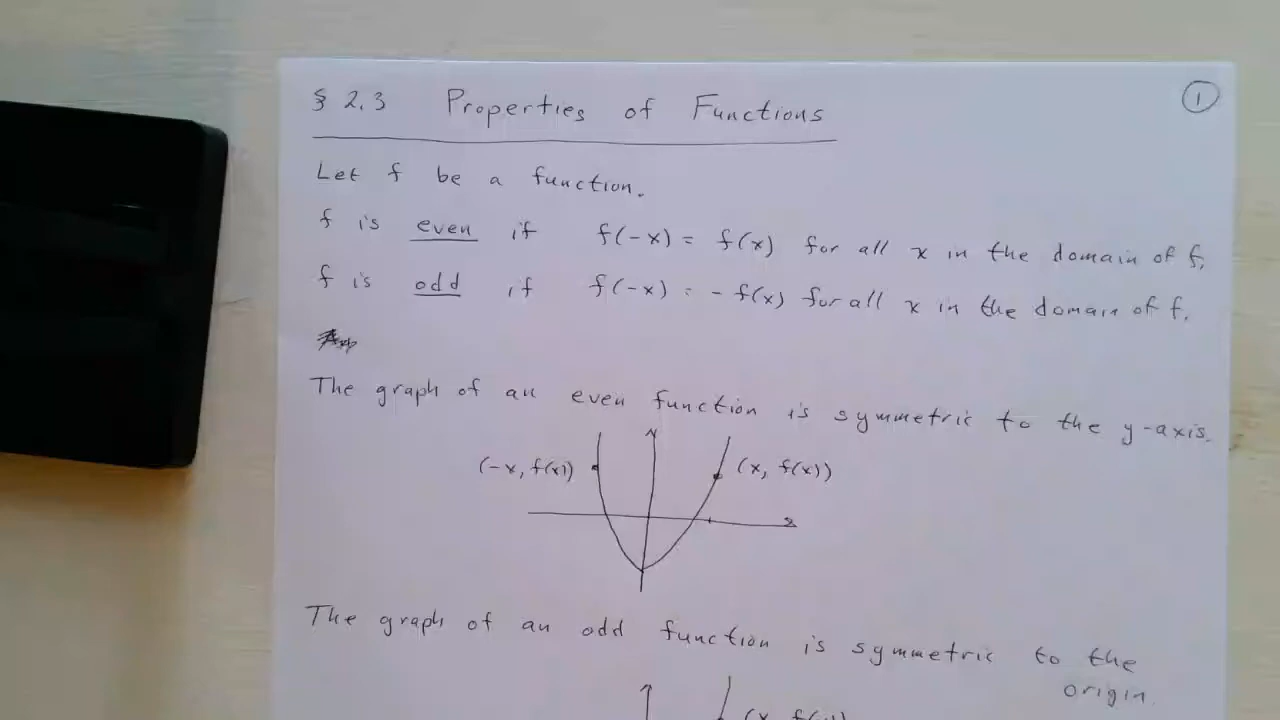 § 2.3 Properties of Functions
1
Let f be a function.
f is even if f(-x) = f(x) for all x in the domain of f.
f is odd if f(-x) = - f(x) for all x in the domain of f.
The graph of an even function is symmetric to the y-axis.
(-x, f(x)) (x, f(x))
The graph of an odd function is symmetric to the
origin.
(x, f(x))